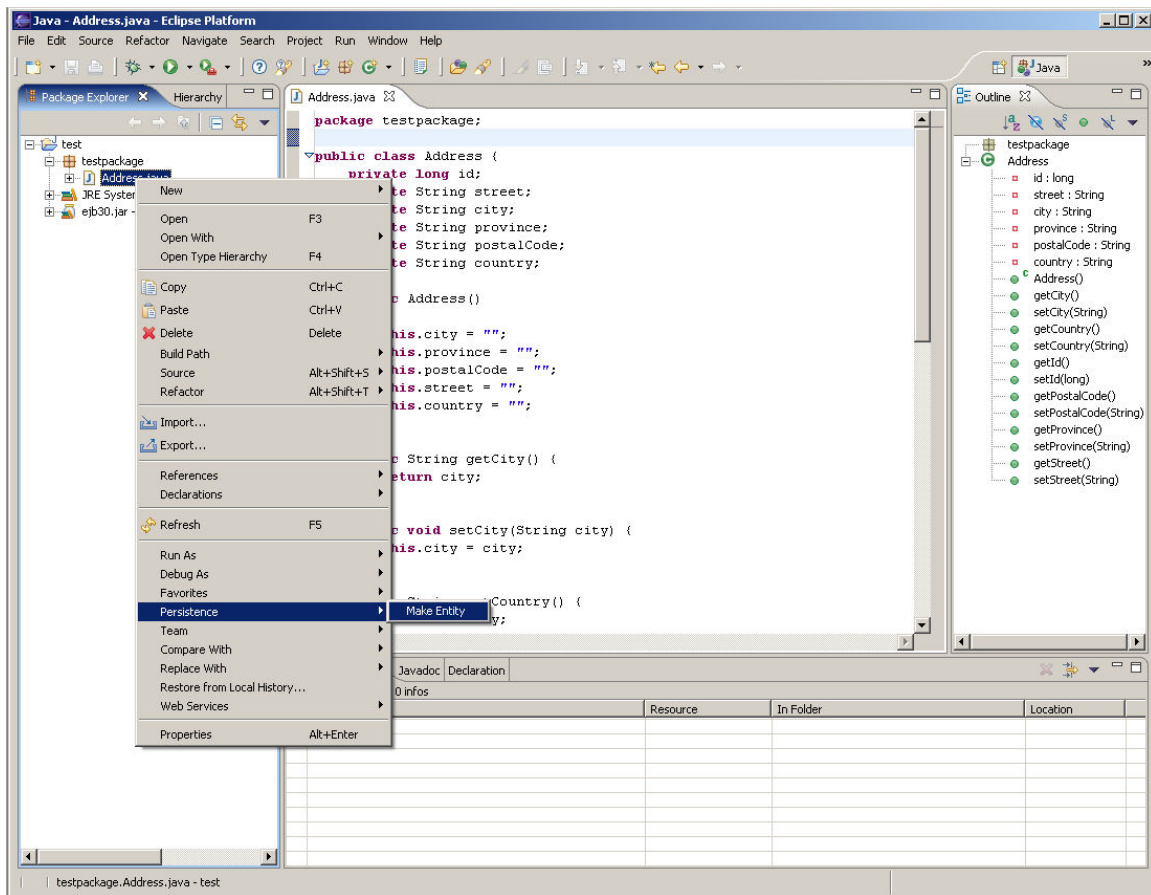 Java - Address.java - Eclipse Platform
File Edit Source Refactor Navigate Search Project Run Window Help
Java
»
Package Explorer
Hierarchy
test
testpackage
Address.java
JRE System
ejb30.jar -
New
Open F3
Open With
Open Type Hierarchy F4
Copy Ctrl+C
Paste Ctrl+V
Delete Delete
Build Path
Source Alt+Shift+S
Refactor Alt+Shift+T
Import...
Export...
References
Declarations
Refresh F5
Run As
Debug As
Favorites
Persistence
Make Entity
Team
Compare With
Replace With
Restore from Local History...
Web Services
Properties Alt+Enter
Address.java
package testpackage;
public class Address {
private long id;
te String street;
te String city;
te String province;
te String postalCode;
te String country;
c Address()
his.city = "";
his.province = "";
his.postalCode = "";
his.street = "";
his.country = "";
c String getCity() {
eturn city;
c void setCity(String city) {
his.city = city;
Country() {
y;
Outline
testpackage
Address
id : long
street : String
city : String
province : String
postalCode : String
country : String
Address()
getCity()
setCity(String)
getCountry()
setCountry(String)
getId()
setId(long)
getPostalCode()
setPostalCode(String)
getProvince()
setProvince(String)
getStreet()
setStreet(String)
Javadoc Declaration
0 infos
Resource In Folder Location
testpackage.Address.java - test